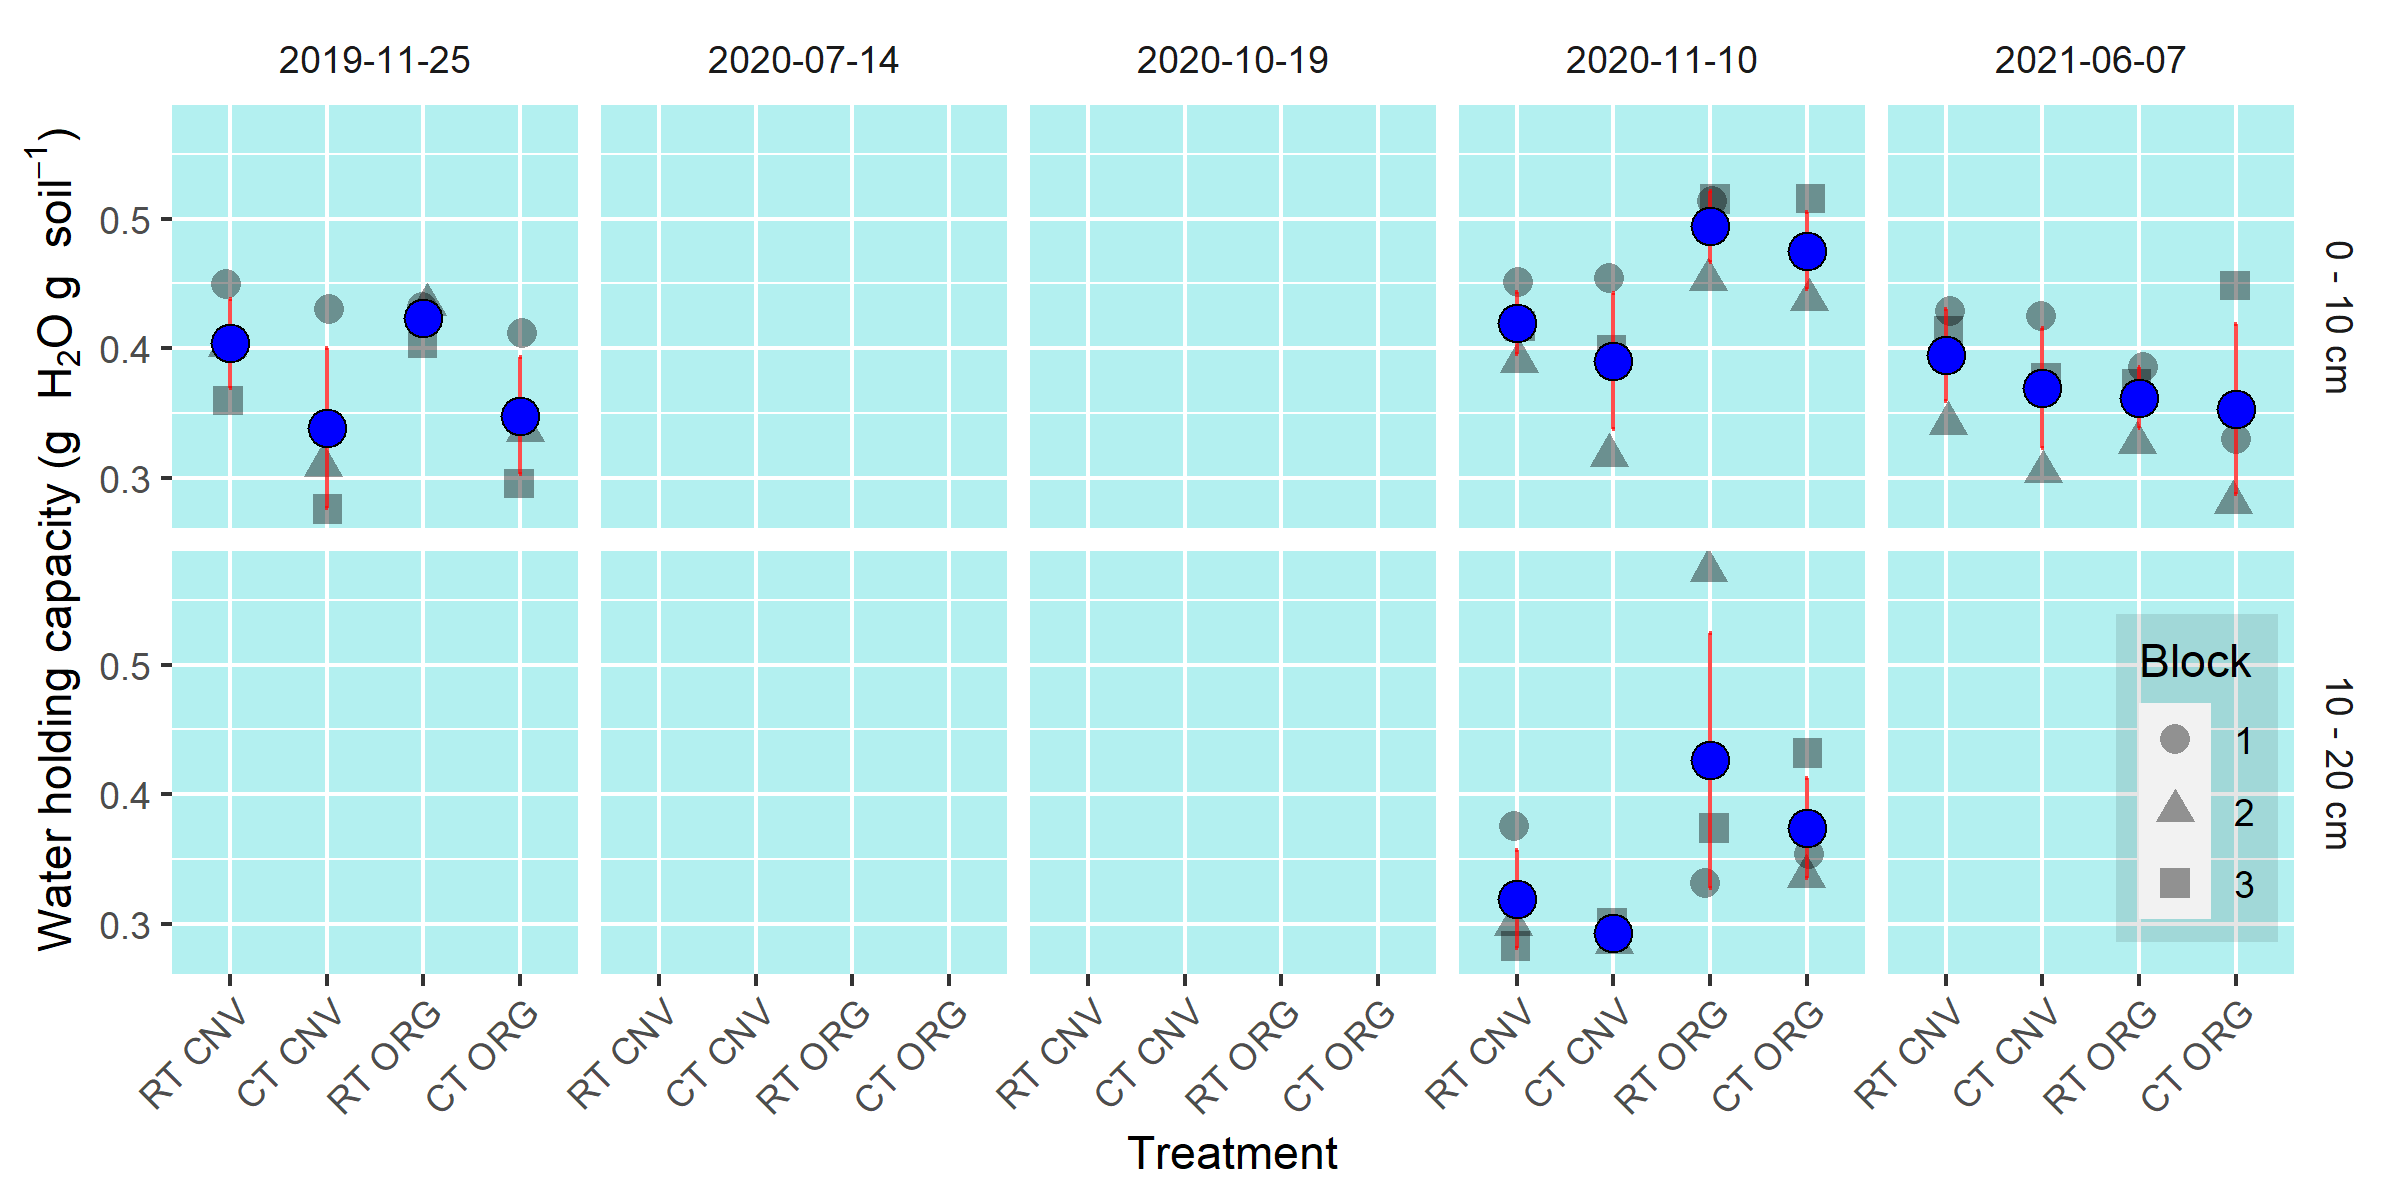 2019-11-25 2020-07-14 2020-10-19 2020-11-10 2021-06-07
Water holding capacity (g H₂O g soil⁻¹)
0.5
0.4
0.3
0 - 10 cm
0.5
0.4
0.3
10 - 20 cm
Block
1
2
3
RT CNV CT CNV RT ORG CT ORG RT CNV CT CNV RT ORG CT ORG RT CNV CT CNV RT ORG CT ORG RT CNV CT CNV RT ORG CT ORG RT CNV CT CNV RT ORG CT ORG
Treatment